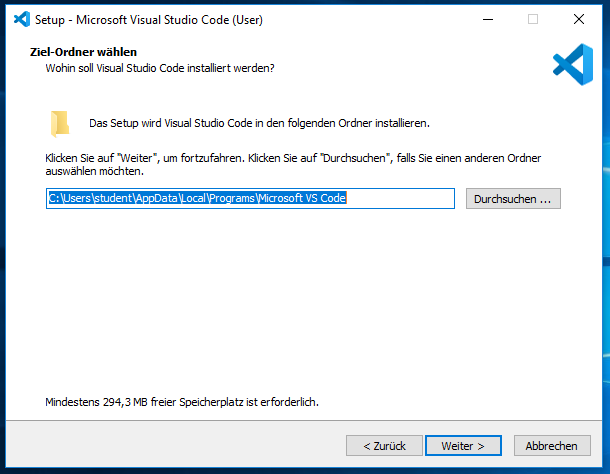 Setup - Microsoft Visual Studio Code (User)
Ziel-Ordner wählen
Wohin soll Visual Studio Code installiert werden?
Das Setup wird Visual Studio Code in den folgenden Ordner installieren.
Klicken Sie auf "Weiter", um fortzufahren. Klicken Sie auf "Durchsuchen", falls Sie einen anderen Ordner
auswählen möchten.
C:\Users\student\AppData\Local\Programs\Microsoft VS Code
Durchsuchen ...
Mindestens 294,3 MB freier Speicherplatz ist erforderlich.
< Zurück
Weiter >
Abbrechen